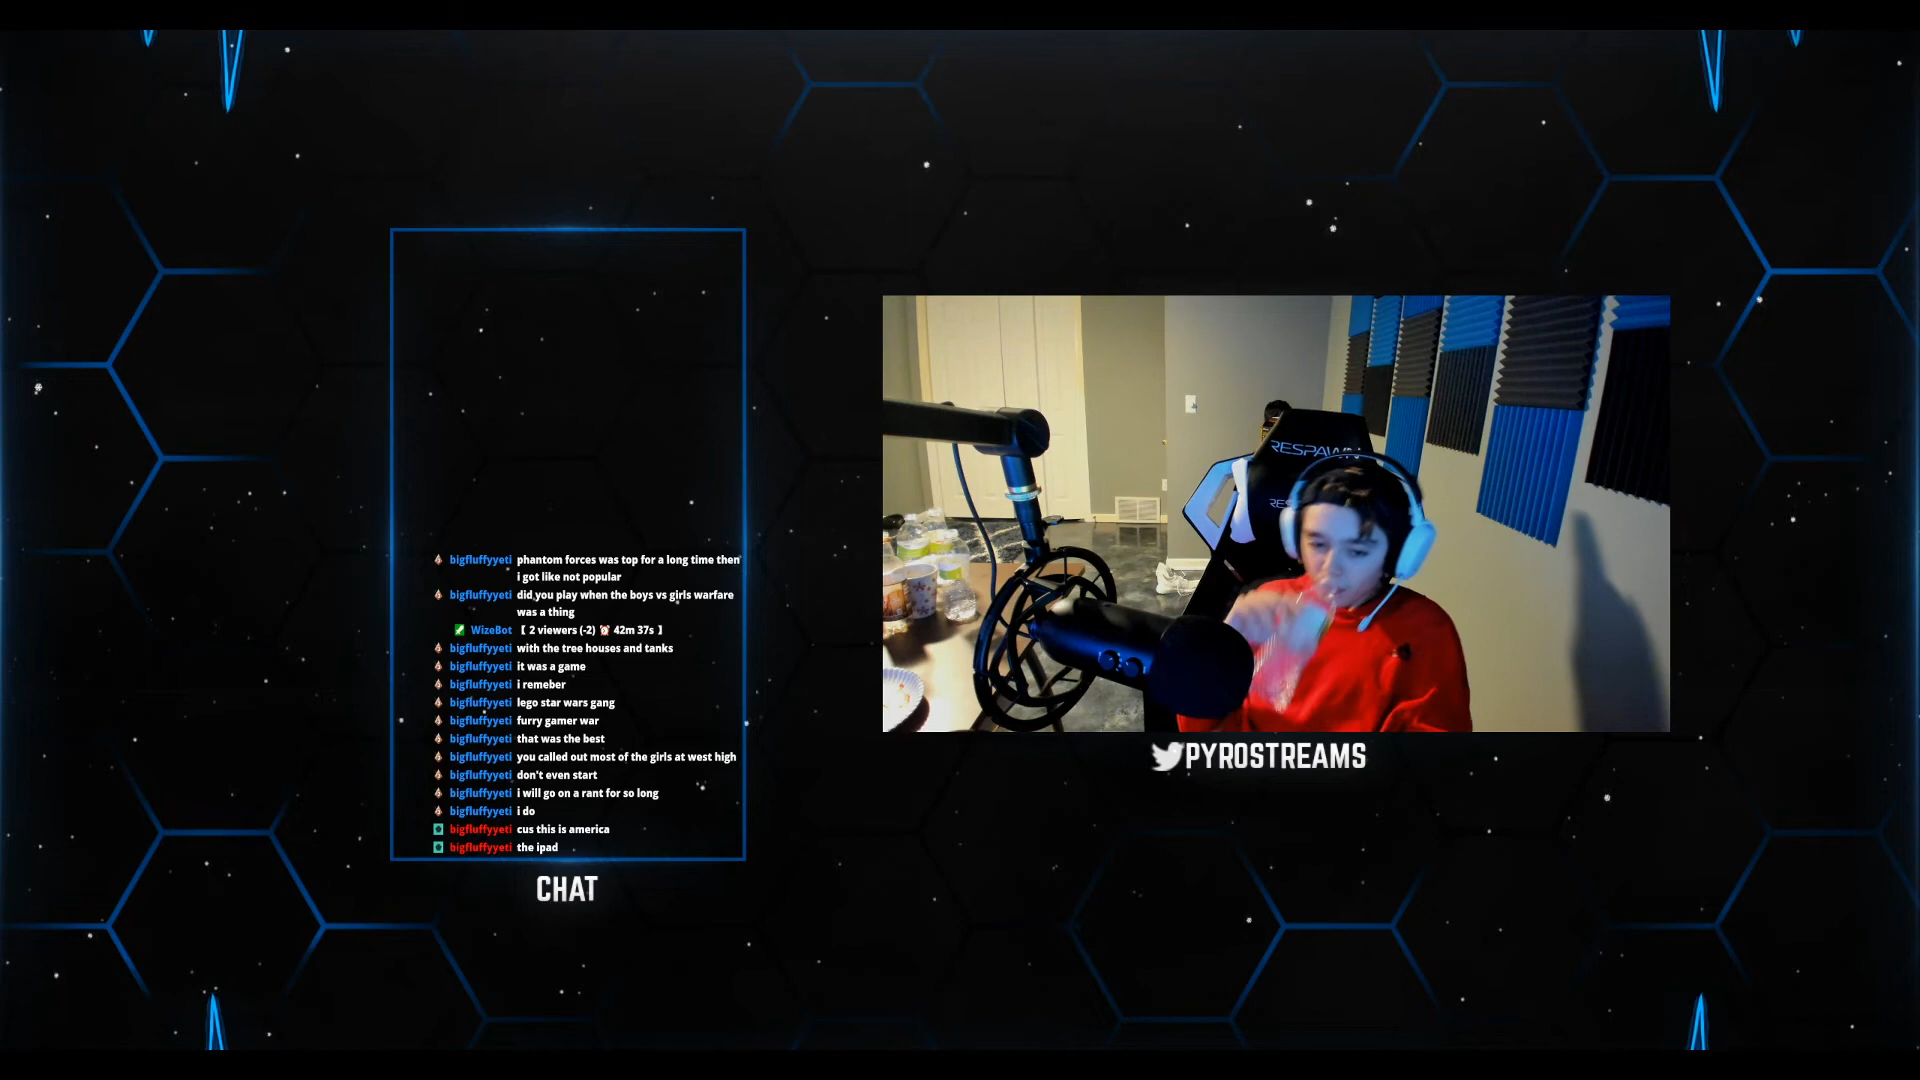 bigfluffyyeti phantom forces was top for a long time then
i got like not popular
bigfluffyyeti did you play when the boys vs girls warfare
was a thing
WizeBot 【 2 viewers (-2) ⏰ 42m 37s 】
bigfluffyyeti with the tree houses and tanks
bigfluffyyeti it was a game
bigfluffyyeti i remeber
bigfluffyyeti lego star wars gang
bigfluffyyeti furry gamer war
bigfluffyyeti that was the best
bigfluffyyeti you called out most of the girls at west high
bigfluffyyeti don't even start
bigfluffyyeti i will go on a rant for so long
bigfluffyyeti i do
bigfluffyyeti cus this is america
bigfluffyyeti the ipad
CHAT
RESPAWN
PYROSTREAMS